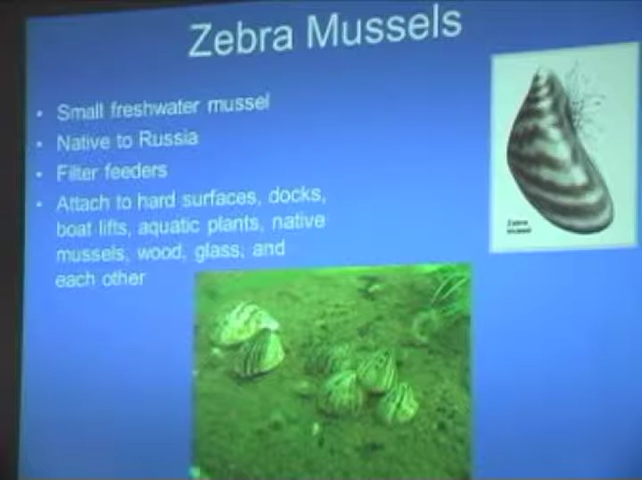 Zebra Mussels
• Small freshwater mussel
• Native to Russia
• Filter feeders
• Attach to hard surfaces, docks,
boat lifts, aquatic plants, native
mussels, wood, glass, and
each other
Zebra
mussel